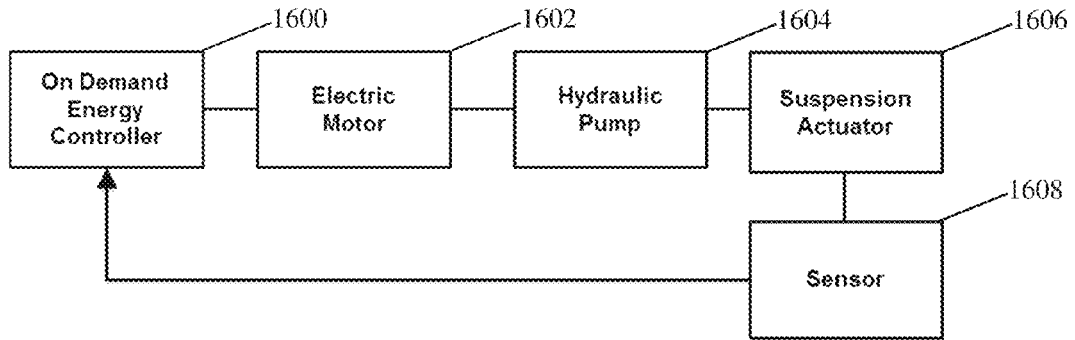 1600
1602
1604
1606
On Demand
Energy
Controller
Electric
Motor
Hydraulic
Pump
Suspension
Actuator
1608
Sensor